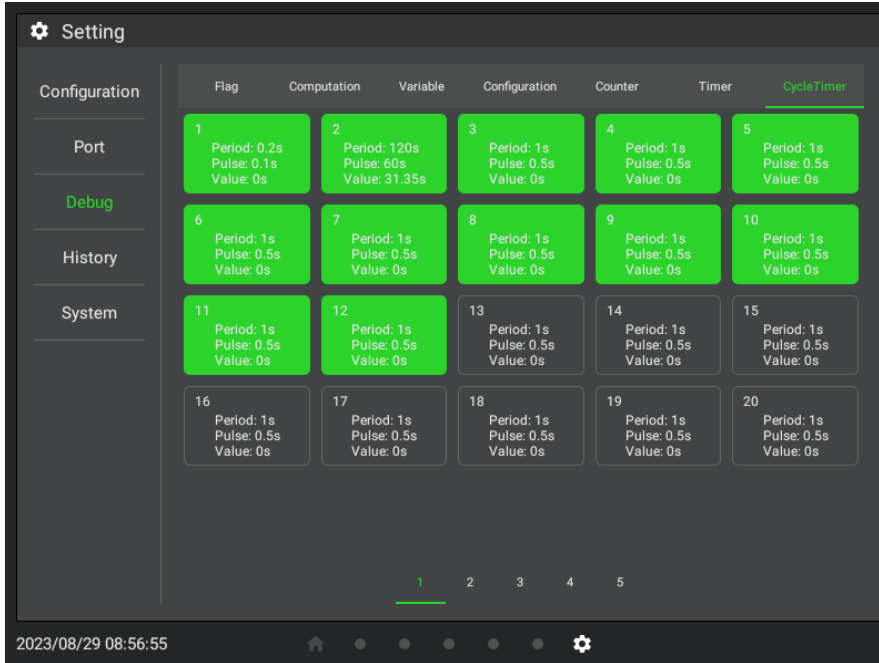 Setting
Configuration
Port
Debug
History
System
Flag Computation Variable Configuration Counter Timer CycleTimer
1
Period: 0.2s
Pulse: 0.1s
Value: 0s
2
Period: 120s
Pulse: 60s
Value: 31.35s
3
Period: 1s
Pulse: 0.5s
Value: 0s
4
Period: 1s
Pulse: 0.5s
Value: 0s
5
Period: 1s
Pulse: 0.5s
Value: 0s
6
Period: 1s
Pulse: 0.5s
Value: 0s
7
Period: 1s
Pulse: 0.5s
Value: 0s
8
Period: 1s
Pulse: 0.5s
Value: 0s
9
Period: 1s
Pulse: 0.5s
Value: 0s
10
Period: 1s
Pulse: 0.5s
Value: 0s
11
Period: 1s
Pulse: 0.5s
Value: 0s
12
Period: 1s
Pulse: 0.5s
Value: 0s
13
Period: 1s
Pulse: 0.5s
Value: 0s
14
Period: 1s
Pulse: 0.5s
Value: 0s
15
Period: 1s
Pulse: 0.5s
Value: 0s
16
Period: 1s
Pulse: 0.5s
Value: 0s
17
Period: 1s
Pulse: 0.5s
Value: 0s
18
Period: 1s
Pulse: 0.5s
Value: 0s
19
Period: 1s
Pulse: 0.5s
Value: 0s
20
Period: 1s
Pulse: 0.5s
Value: 0s
1 2 3 4 5
2023/08/29 08:56:55